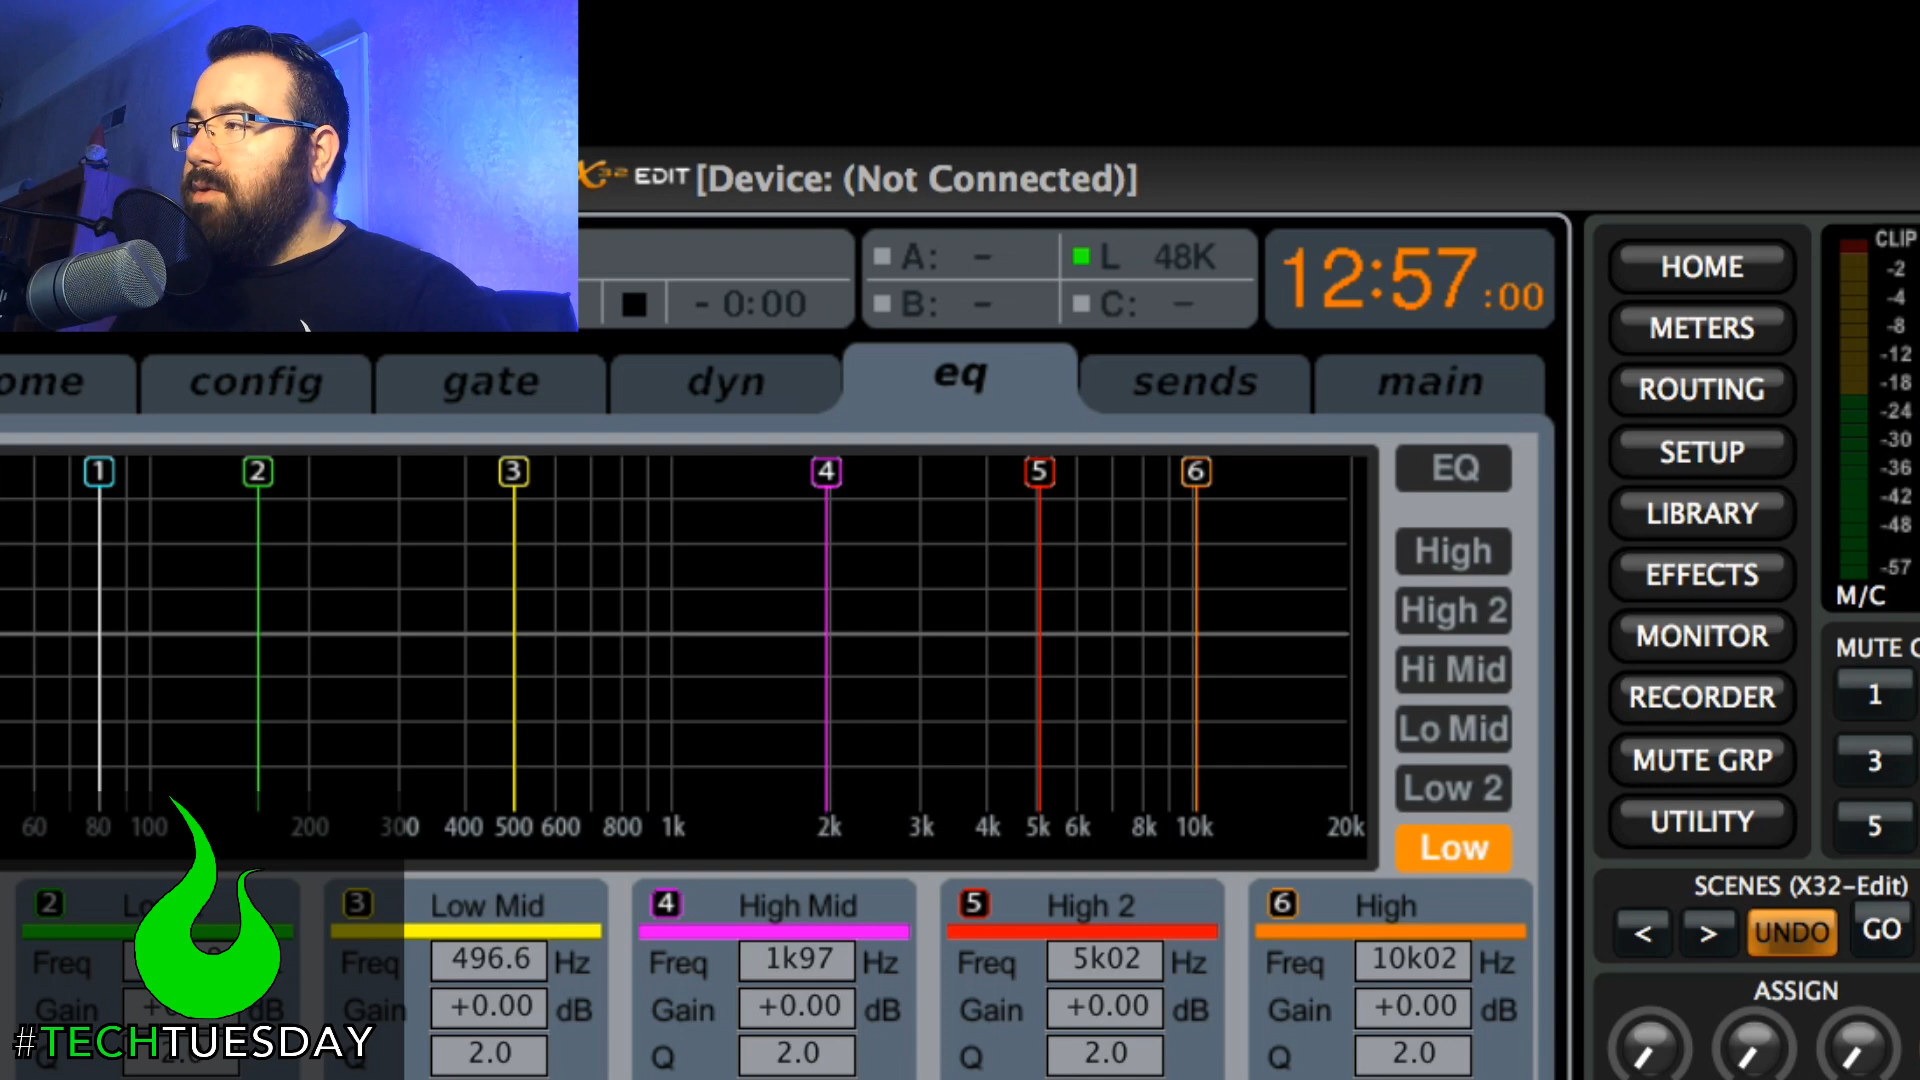 X32 EDIT [Device: (Not Connected)]
A: - L 48K
- 0:00 B: - C: -
12:57:00
ome config gate dyn eq sends main
1 2 3 4 5 6
60 80 100 200 300 400 500 600 800 1k 2k 3k 4k 5k 6k 8k 10k 20k
EQ
High
High 2
Hi Mid
Lo Mid
Low 2
Low
2
Freq
Gain dB
3 Low Mid
Freq 496.6 Hz
Gain +0.00 dB
2.0
4 High Mid
Freq 1k97 Hz
Gain +0.00 dB
Q 2.0
5 High 2
Freq 5k02 Hz
Gain +0.00 dB
Q 2.0
6 High
Freq 10k02 Hz
Gain +0.00 dB
Q 2.0
#TECHTUESDAY
HOME
METERS
ROUTING
SETUP
LIBRARY
EFFECTS
MONITOR
RECORDER
MUTE GRP
UTILITY
CLIP
-2
-4
-8
-12
-18
-24
-30
-36
-42
-48
-57
M/C
MUTE G
1
3
5
SCENES (X32-Edit)
< > UNDO GO
ASSIGN